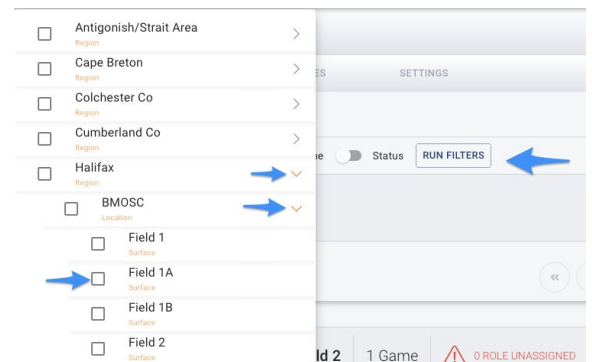 Antigonish/Strait Area
Region
Cape Breton
Region
Colchester Co
Region
Cumberland Co
Region
Halifax
Region
BMOSC
Location
Field 1
Surface
Field 1A
Surface
Field 1B
Surface
Field 2
Surface
SETTINGS
Status RUN FILTERS
«
ld 2 1 Game 0 ROLE UNASSIGNED